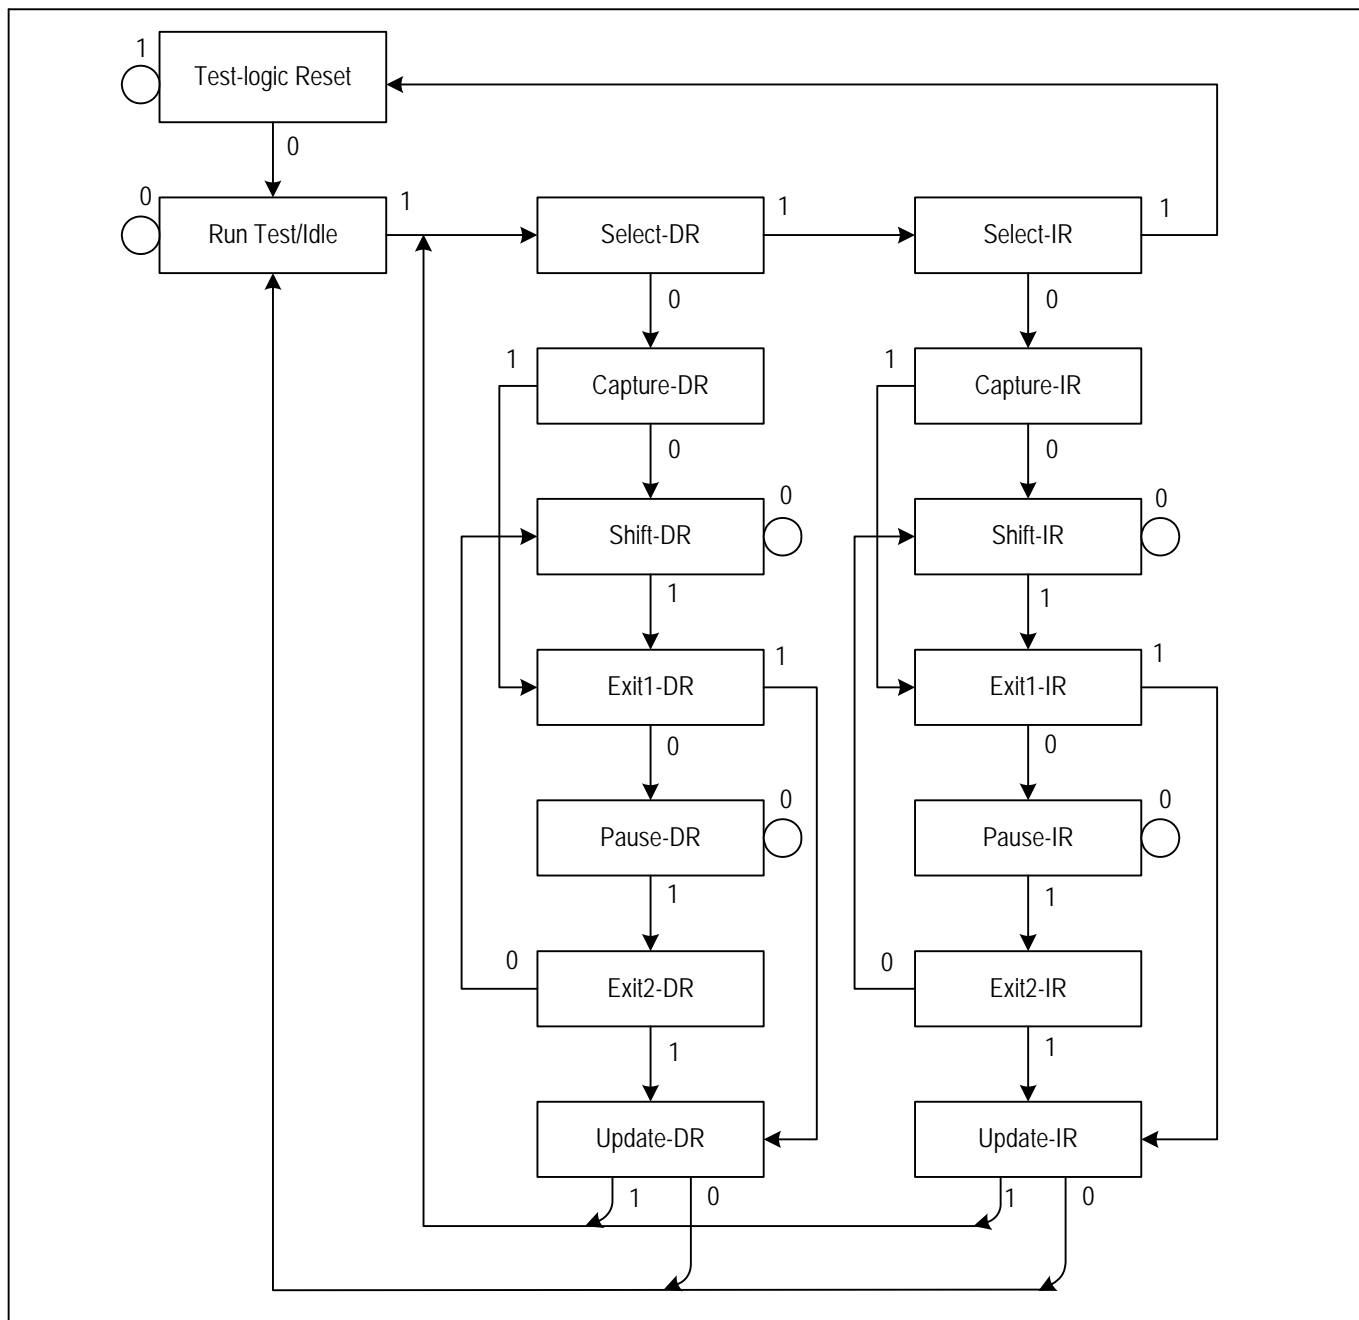 1
Test-logic Reset
0
0
Run Test/Idle
1
Select-DR
1
Select-IR
1
0
0
1
Capture-DR
1
Capture-IR
0
0
Shift-DR
0
Shift-IR
0
1
1
Exit1-DR
1
Exit1-IR
1
0
0
Pause-DR
0
Pause-IR
0
1
1
0
Exit2-DR
0
Exit2-IR
1
1
Update-DR
Update-IR
1
0
1
0